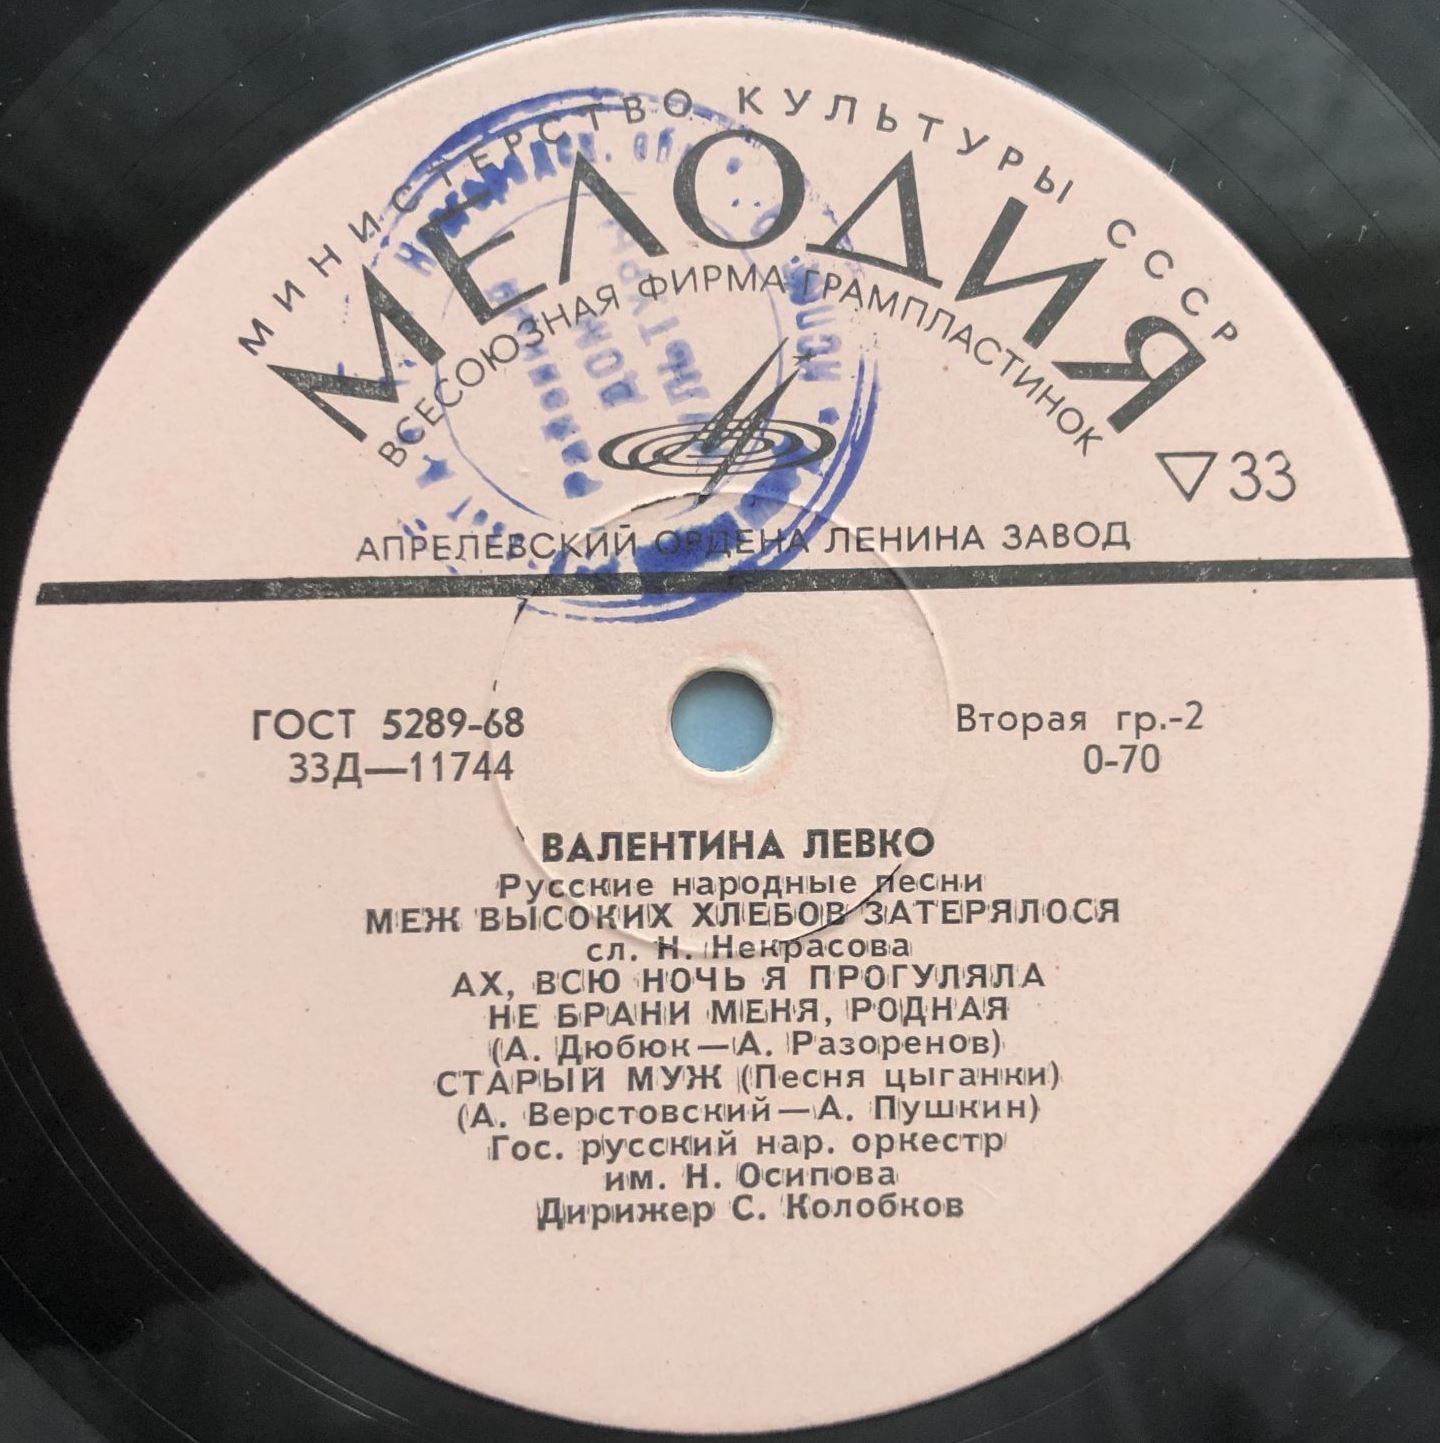 МИНИСТЕРСТВО КУЛЬТУРЫ СССР
МЕЛОДИЯ
ВСЕСОЮЗНАЯ ФИРМА ГРАМПЛАСТИНОК
▽33
АПРЕЛЕВСКИЙ ОРДЕНА ЛЕНИНА ЗАВОД
ДОМ
ГОСТ 5289-68
Вторая гр.-2
33Д—11744
0-70
ВАЛЕНТИНА ЛЕВКО
Русские народные песни
МЕЖ ВЫСОКИХ ХЛЕБОВ ЗАТЕРЯЛОСЯ
сл. Н. Некрасова
АХ, ВСЮ НОЧЬ Я ПРОГУЛЯЛА
НЕ БРАНИ МЕНЯ, РОДНАЯ
(А. Дюбюк—А. Разоренов)
СТАРЫЙ МУЖ (Песня цыганки)
(А. Верстовский—А. Пушкин)
Гос. русский нар. оркестр
им. Н. Осипова
Дирижер С. Колобков